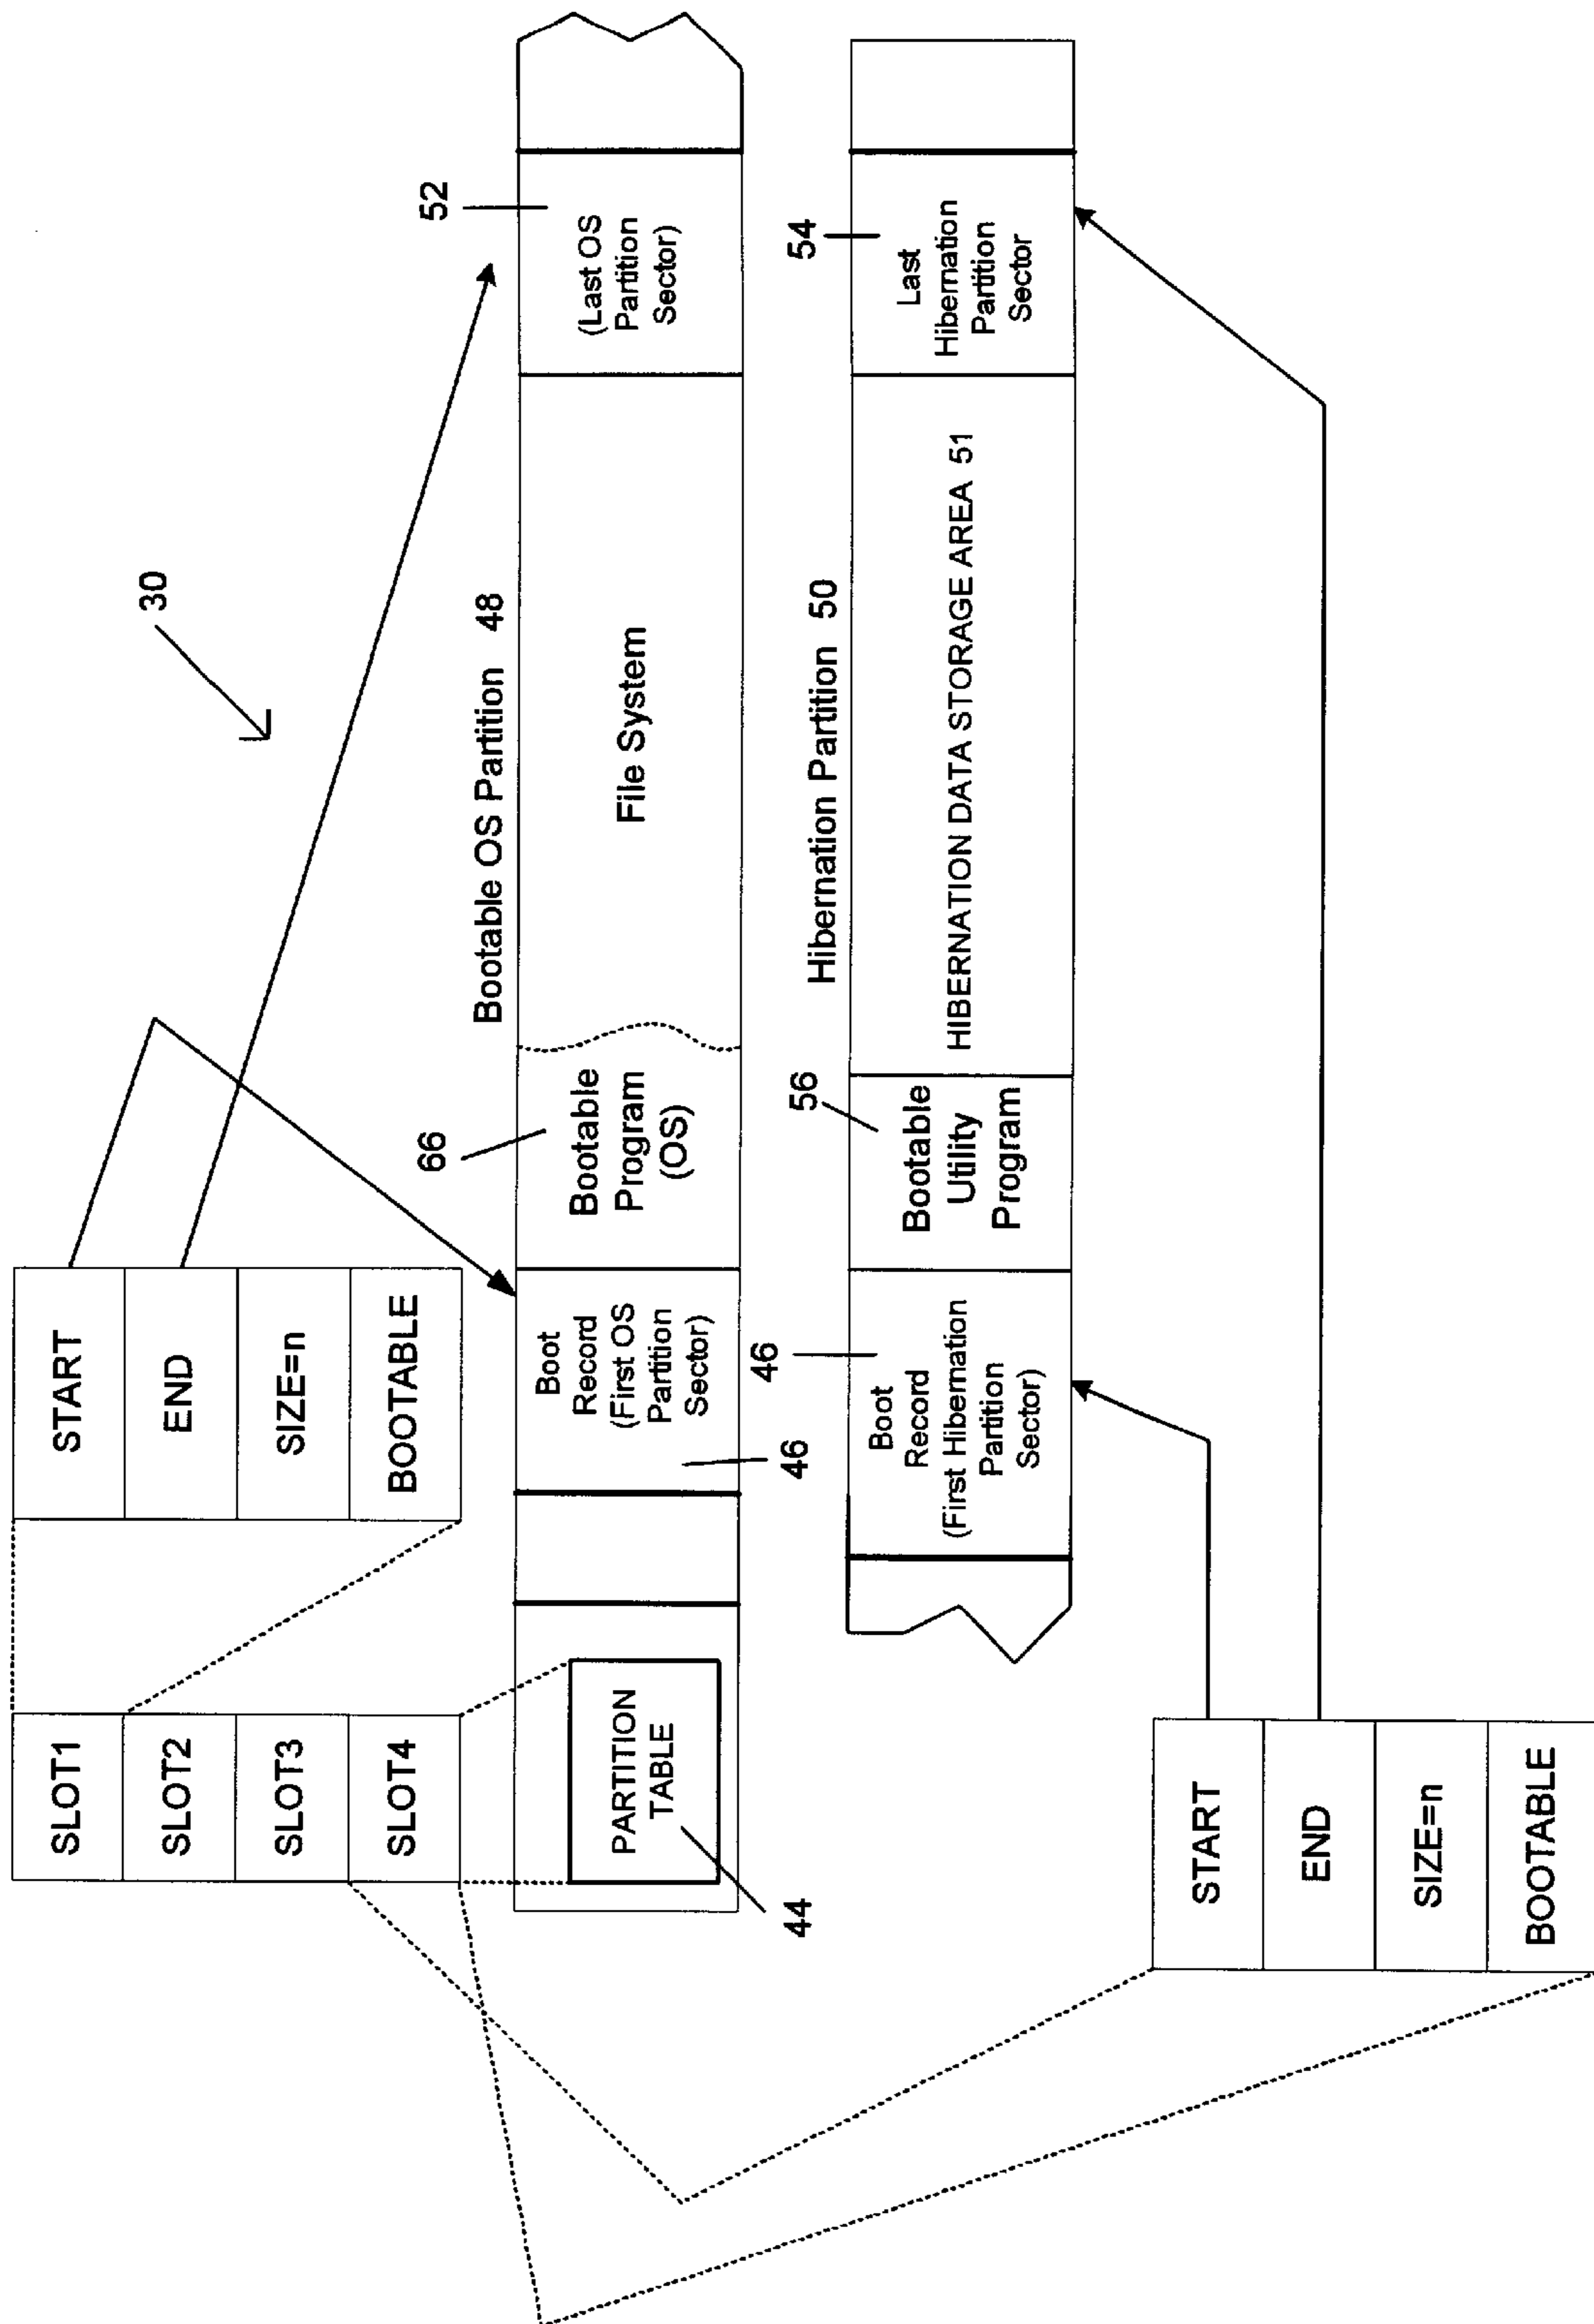 SLOT1
SLOT2
SLOT3
SLOT4
START
END
SIZE=n
BOOTABLE
30
Bootable OS Partition 48
66
52
PARTITION
TABLE
44
Boot
Record
(First OS
Partition
Sector)
46
Bootable
Program
(OS)
File System
(Last OS
Partition
Sector)
Hibernation Partition 50
46
56
54
Boot
Record
(First Hibernation
Partition
Sector)
Bootable
Utility
Program
HIBERNATION DATA STORAGE AREA 51
Last
Hibernation
Partition
Sector
START
END
SIZE=n
BOOTABLE